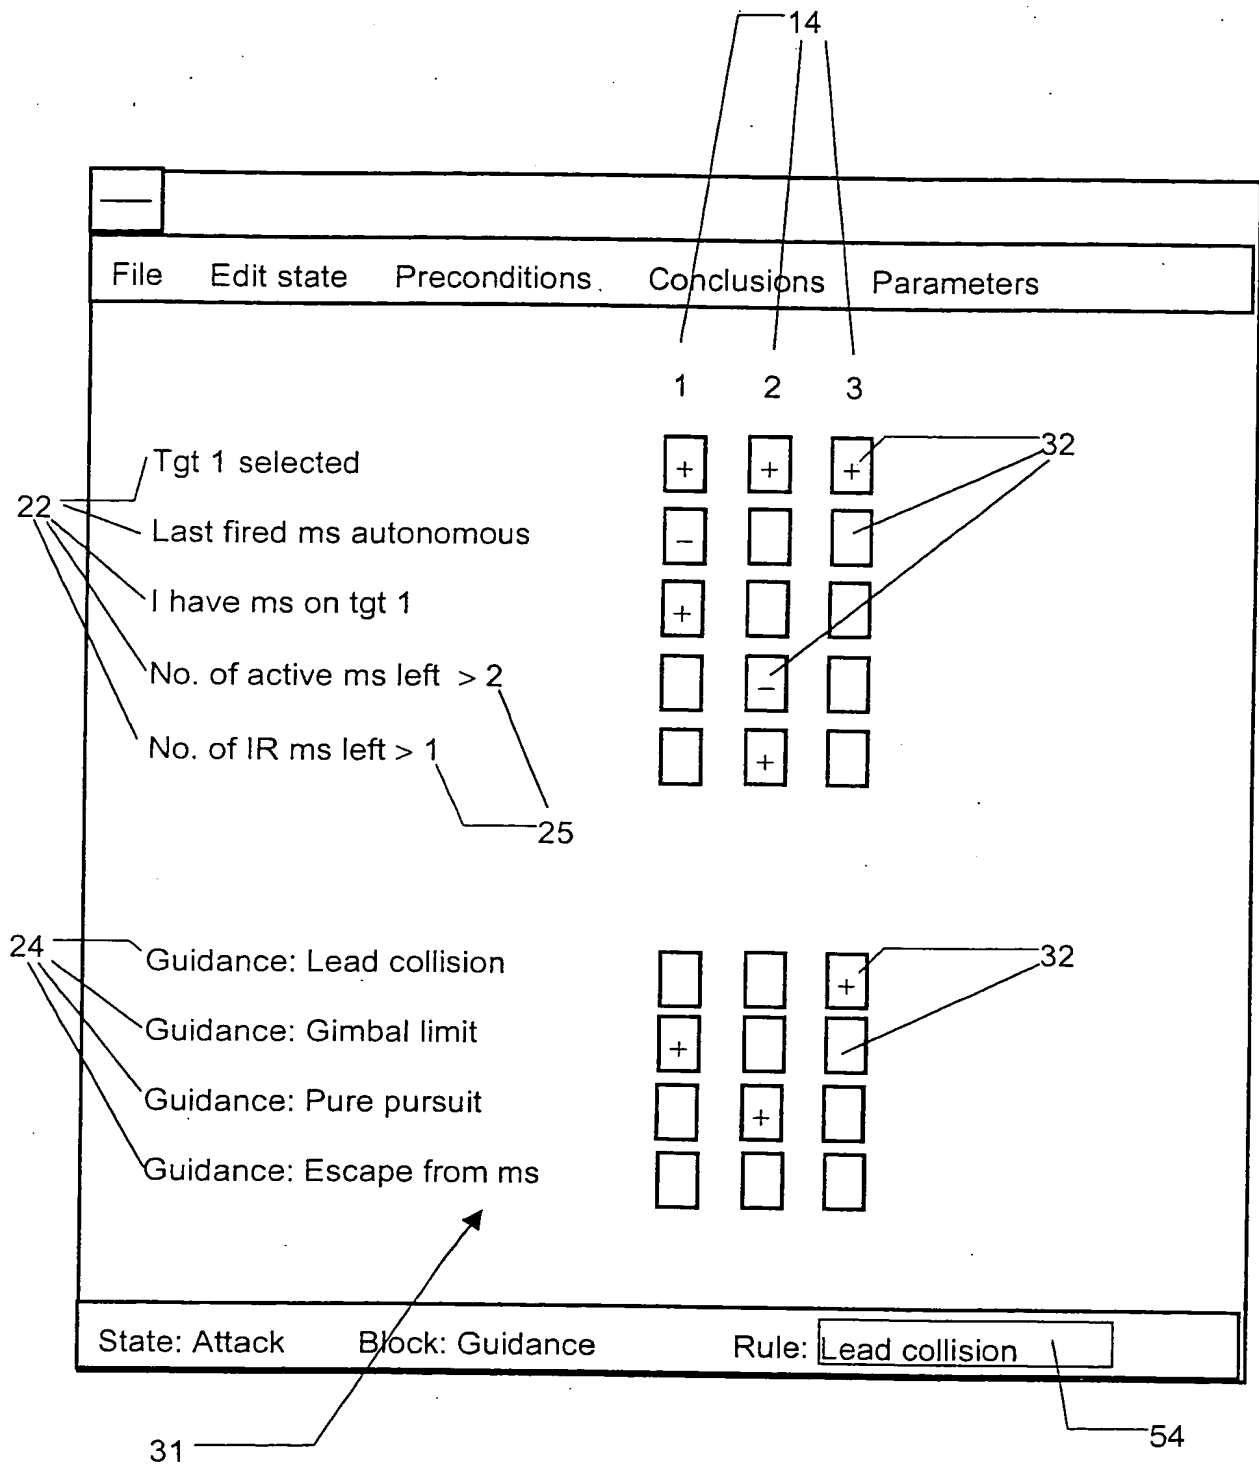 14
File Edit state Preconditions Conclusions Parameters
1 2 3
Tgt 1 selected + + + 32
22
Last fired ms autonomous −
I have ms on tgt 1 +
No. of active ms left > 2 −
No. of IR ms left > 1 +
25
24
Guidance: Lead collision + 32
Guidance: Gimbal limit +
Guidance: Pure pursuit +
Guidance: Escape from ms
State: Attack Block: Guidance Rule: Lead collision
31 54